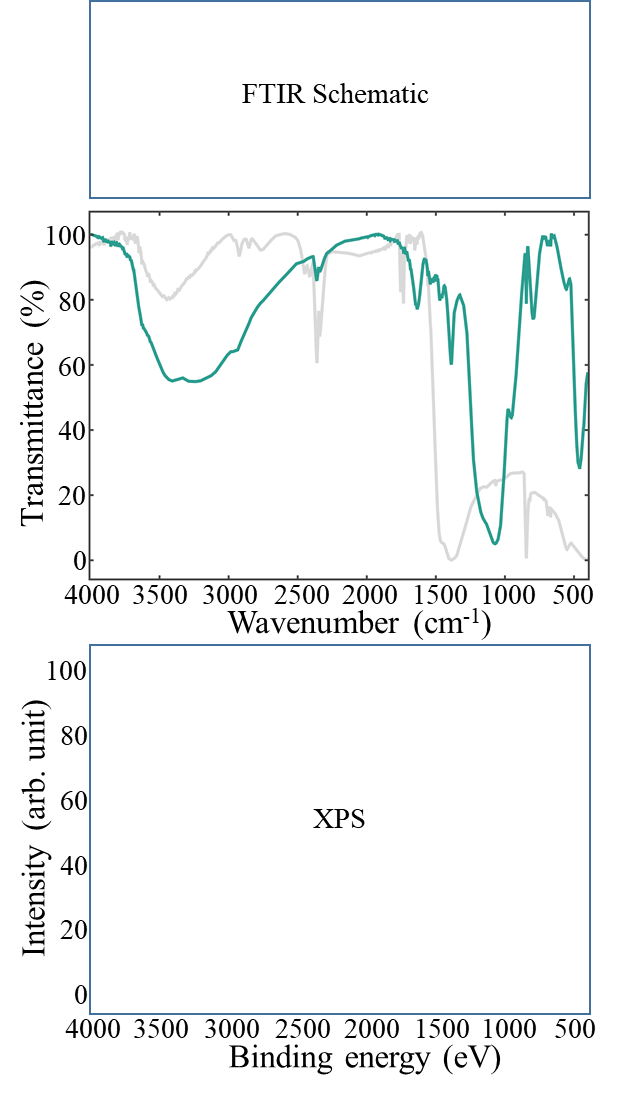 FTIR Schematic
Transmittance (%)
100
80
60
40
20
0
4000 3500 3000 2500 2000 1500 1000 500
Wavenumber (cm⁻¹)
Intensity (arb. unit)
100
80
60
40
20
0
XPS
4000 3500 3000 2500 2000 1500 1000 500
Binding energy (eV)